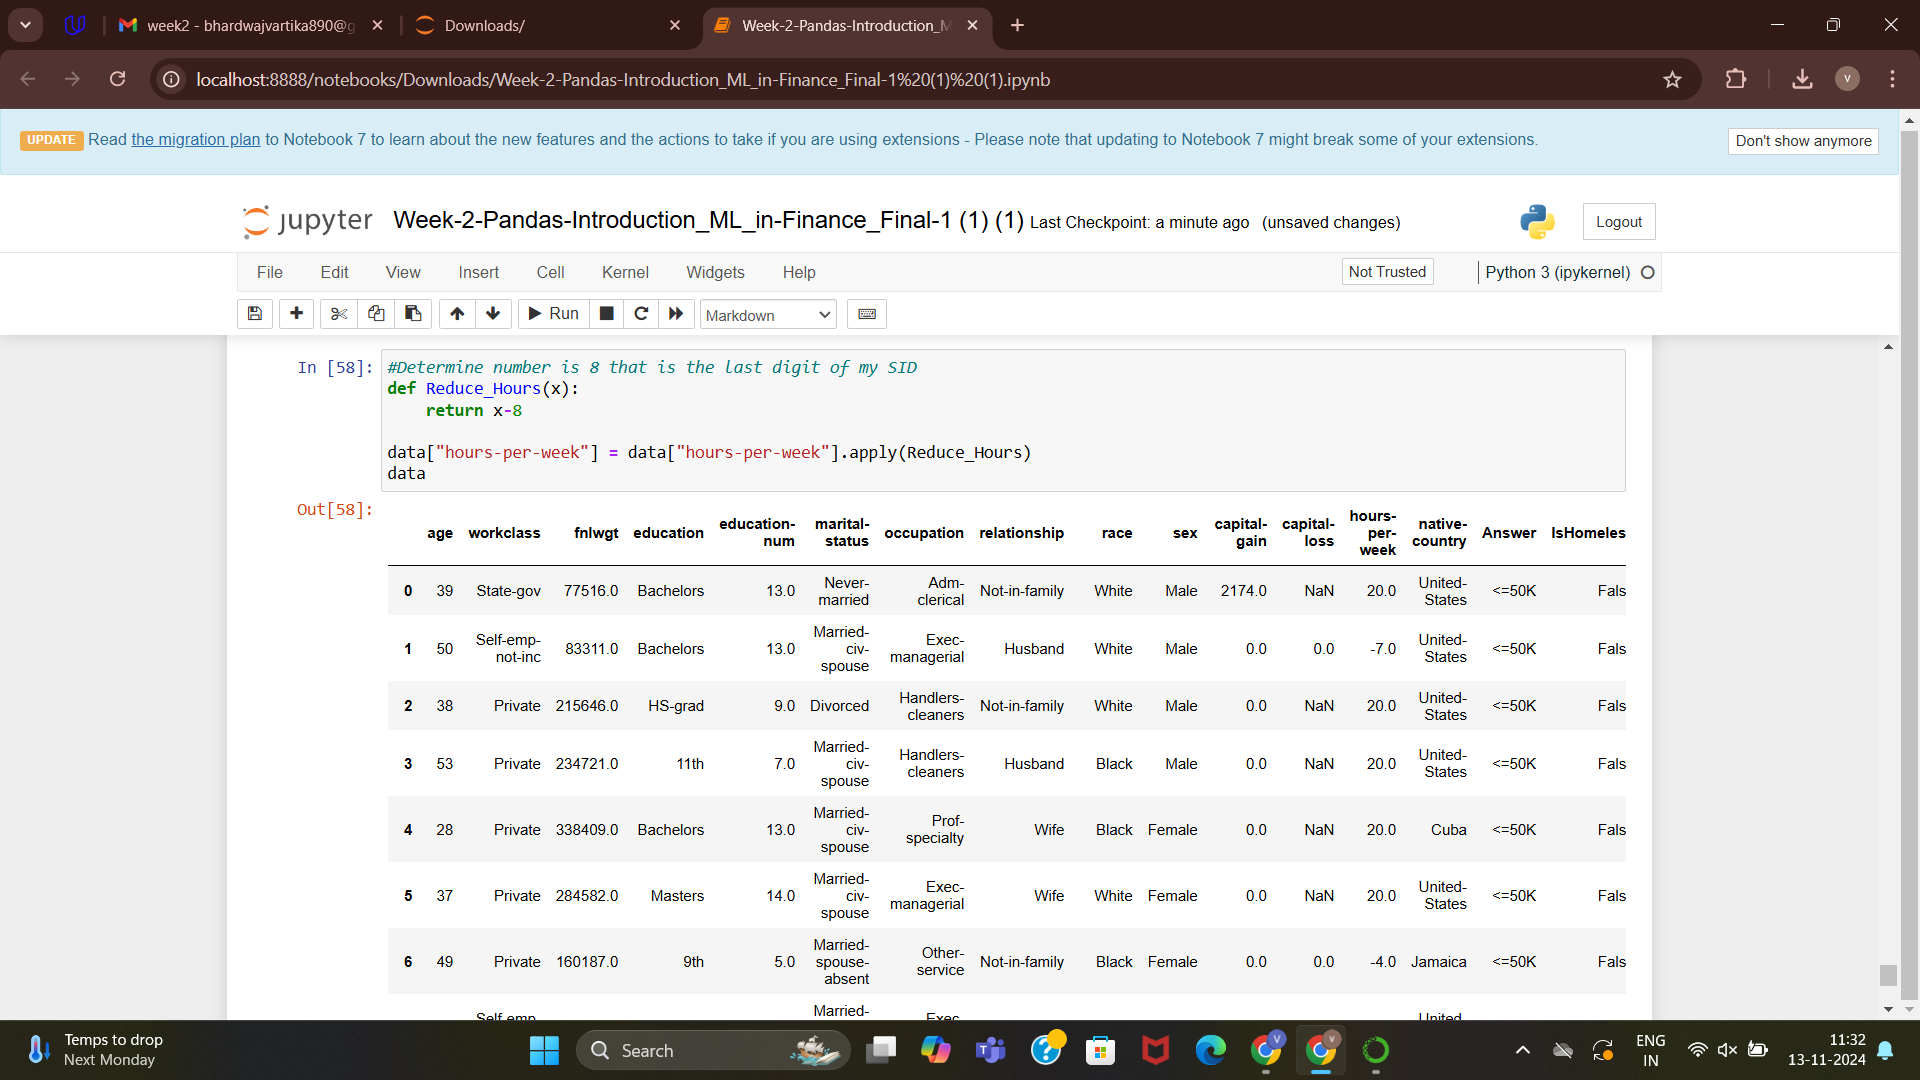 week2 - bhardwajvartika890@g
Downloads/
Week-2-Pandas-Introduction_M
localhost:8888/notebooks/Downloads/Week-2-Pandas-Introduction_ML_in-Finance_Final-1%20(1)%20(1).ipynb
V
UPDATE Read the migration plan to Notebook 7 to learn about the new features and the actions to take if you are using extensions - Please note that updating to Notebook 7 might break some of your extensions.
Don't show anymore
jupyter Week-2-Pandas-Introduction_ML_in-Finance_Final-1 (1) (1) Last Checkpoint: a minute ago (unsaved changes)
Logout
File Edit View Insert Cell Kernel Widgets Help
Not Trusted
Python 3 (ipykernel)
Run
Markdown
In [58]: #Determine number is 8 that is the last digit of my SID
def Reduce_Hours(x):
return x-8
data["hours-per-week"] = data["hours-per-week"].apply(Reduce_Hours)
data
Out[58]:
age workclass fnlwgt education education-num marital-status occupation relationship race sex capital-gain capital-loss hours-per-week native-country Answer IsHomeles
0 39 State-gov 77516.0 Bachelors 13.0 Never-married Adm-clerical Not-in-family White Male 2174.0 NaN 20.0 United-States <=50K Fals
1 50 Self-emp-not-inc 83311.0 Bachelors 13.0 Married-civ-spouse Exec-managerial Husband White Male 0.0 0.0 -7.0 United-States <=50K Fals
2 38 Private 215646.0 HS-grad 9.0 Divorced Handlers-cleaners Not-in-family White Male 0.0 NaN 20.0 United-States <=50K Fals
3 53 Private 234721.0 11th 7.0 Married-civ-spouse Handlers-cleaners Husband Black Male 0.0 NaN 20.0 United-States <=50K Fals
4 28 Private 338409.0 Bachelors 13.0 Married-civ-spouse Prof-specialty Wife Black Female 0.0 NaN 20.0 Cuba <=50K Fals
5 37 Private 284582.0 Masters 14.0 Married-civ-spouse Exec-managerial Wife White Female 0.0 NaN 20.0 United-States <=50K Fals
6 49 Private 160187.0 9th 5.0 Married-spouse-absent Other-service Not-in-family Black Female 0.0 0.0 -4.0 Jamaica <=50K Fals
Self-emp- Married- Exec- United-
Temps to drop
Next Monday
Search
ENG
IN
11:32
13-11-2024